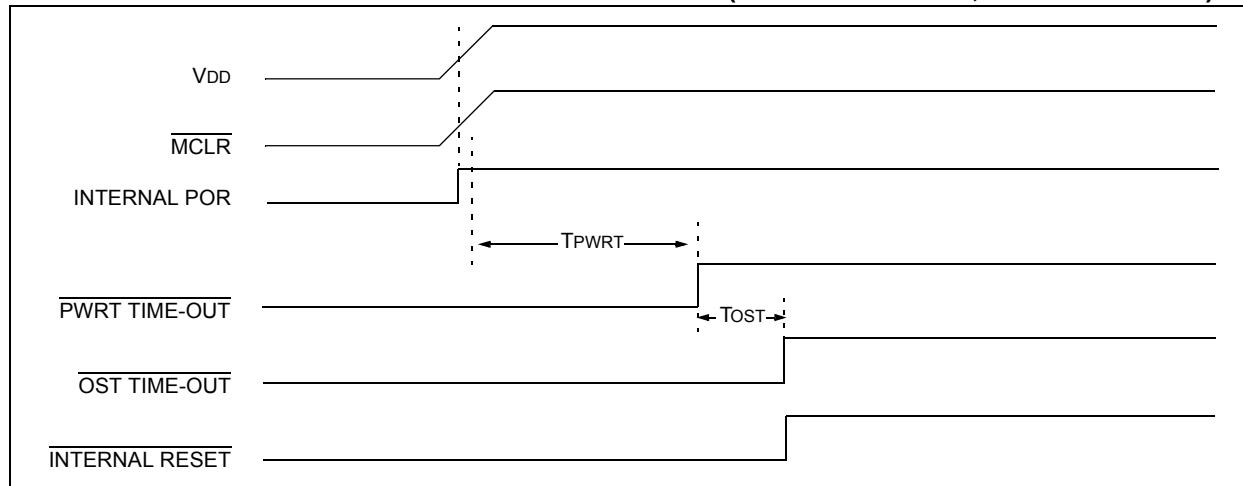 VDD
MCLR
INTERNAL POR
TPWRT
PWRT TIME-OUT
TOST
OST TIME-OUT
INTERNAL RESET